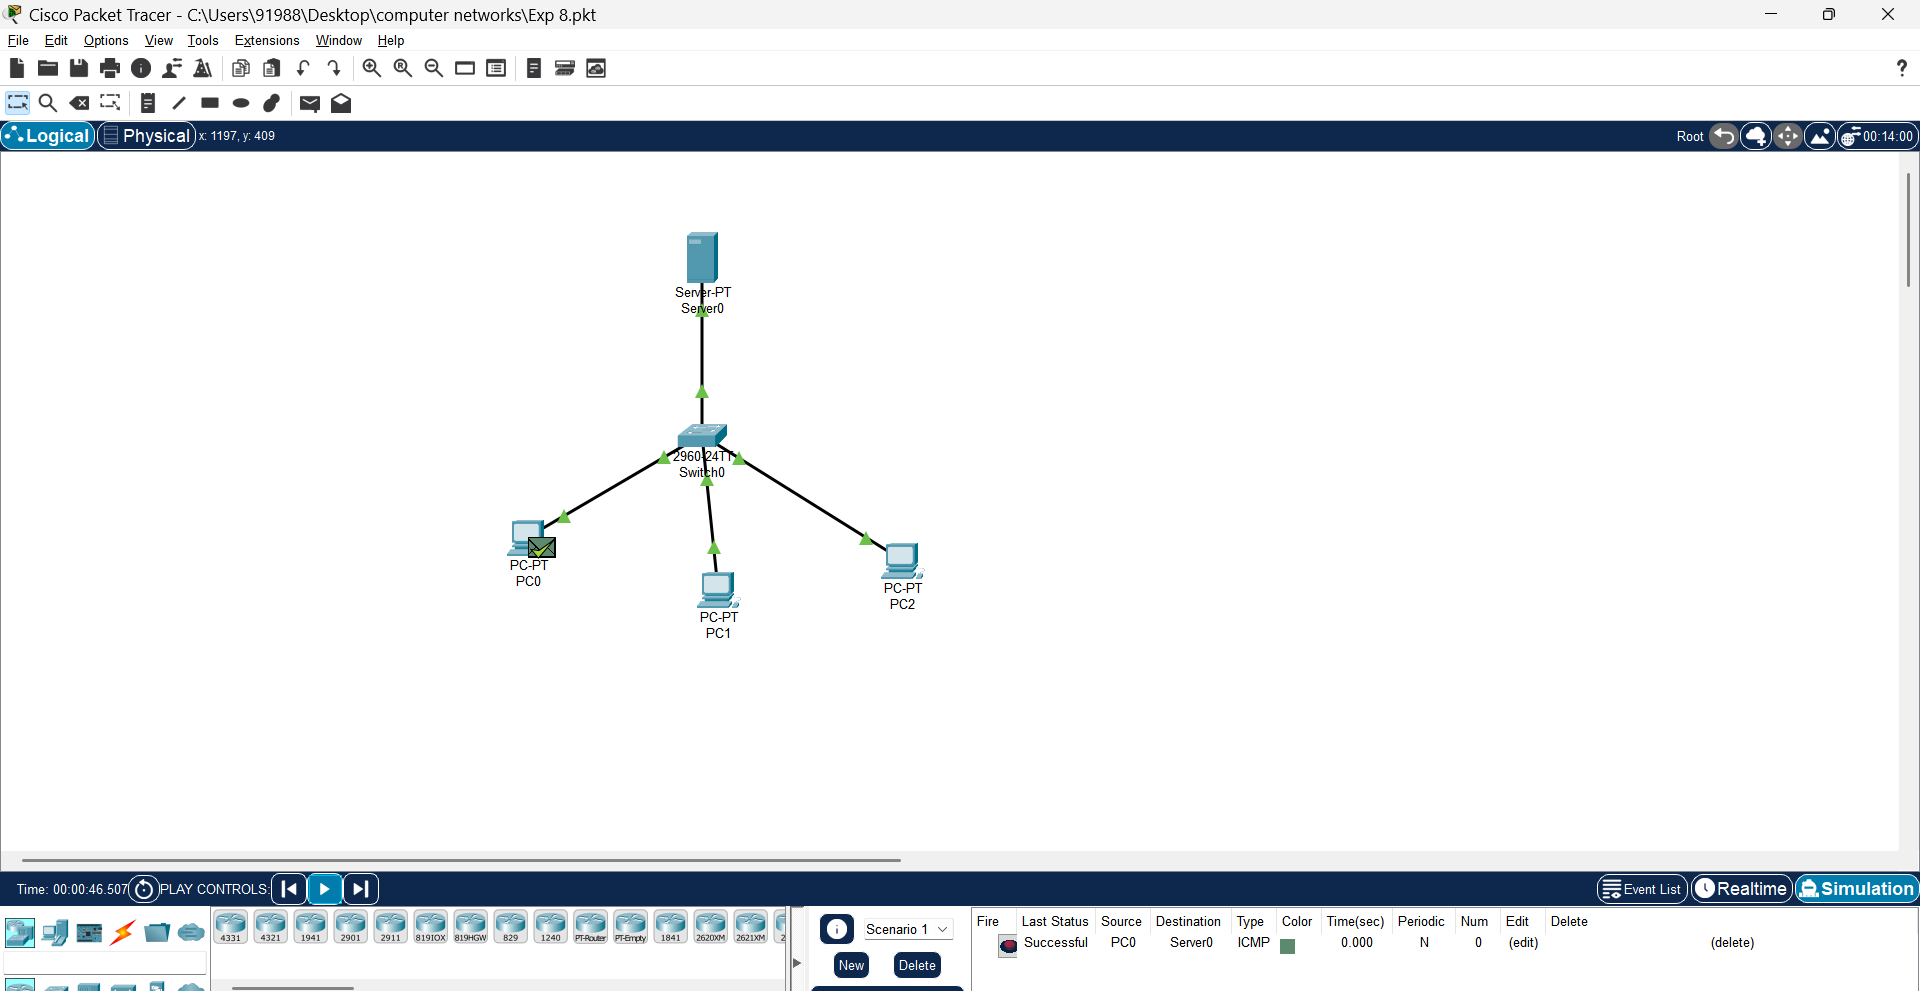 Cisco Packet Tracer - C:\Users\91988\Desktop\computer networks\Exp 8.pkt
File Edit Options View Tools Extensions Window Help
Logical Physical x: 1197, y: 409 Root 00:14:00
Server-PT
Server0
2960-24TT
Switch0
PC-PT
PC0
PC-PT
PC1
PC-PT
PC2
Time: 00:00:46.507 PLAY CONTROLS: Event List Realtime Simulation
4331 4321 1941 2901 2911 819IOX 819HGW 829 1240 PT-Router PT-Empty 1841 2620XM 2621XM
Scenario 1
New Delete
Fire Last Status Source Destination Type Color Time(sec) Periodic Num Edit Delete
Successful PC0 Server0 ICMP 0.000 N 0 (edit) (delete)